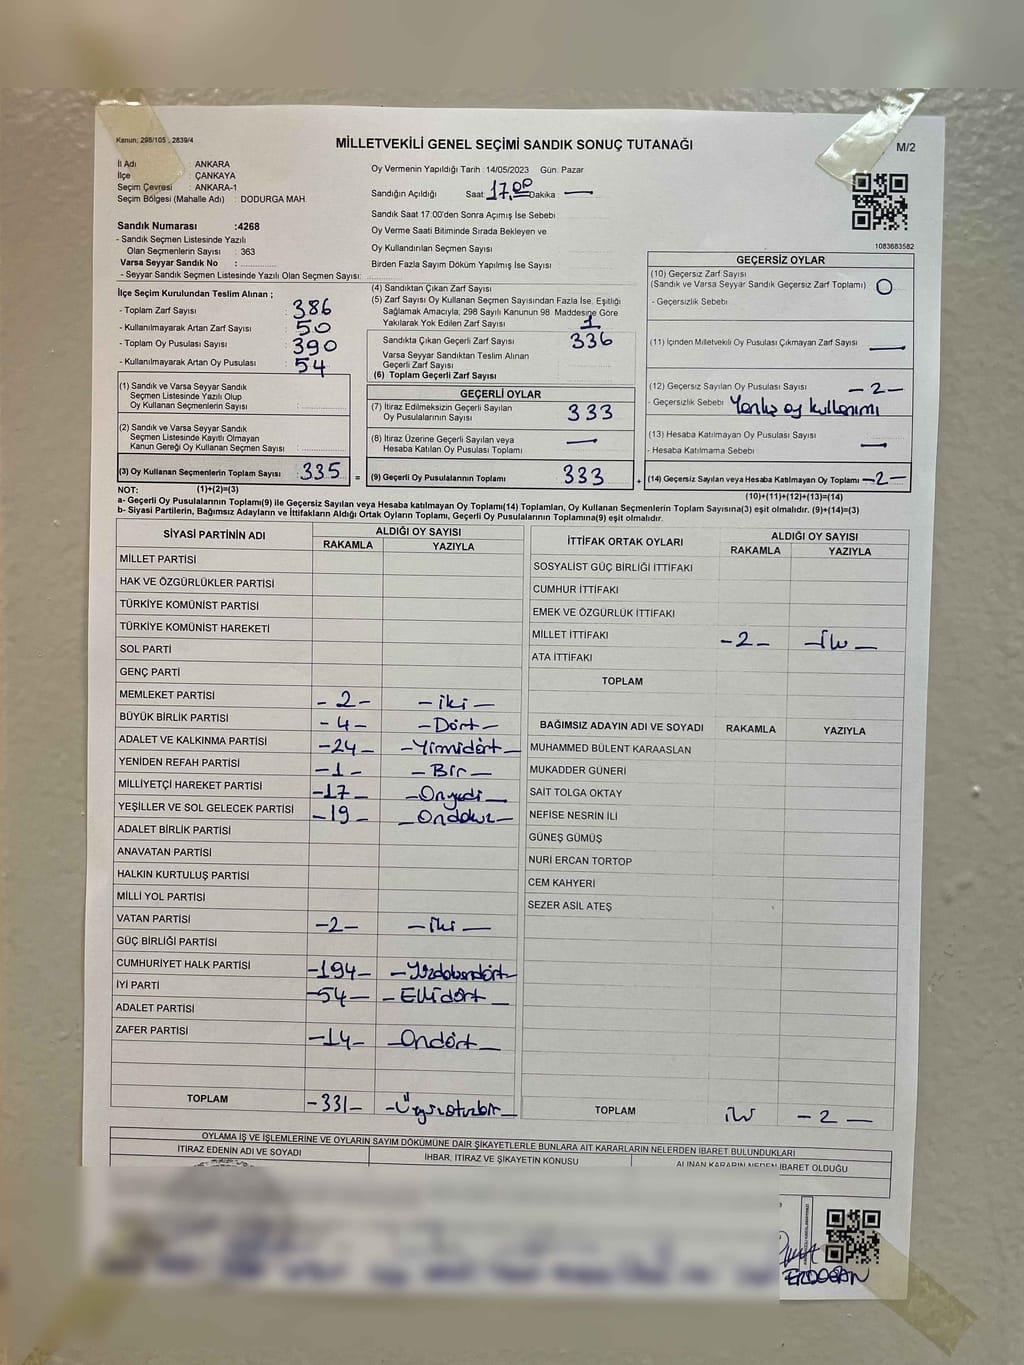 Kanun: 298/105 , 2839/4
MİLLETVEKİLİ GENEL SEÇİMİ SANDIK SONUÇ TUTANAĞI
M/2
İl Adı : ANKARA
İlçe : ÇANKAYA
Seçim Çevresi : ANKARA-1
Seçim Bölgesi (Mahalle Adı) : DODURGA MAH.
Oy Vermenin Yapıldığı Tarih : 14/05/2023 Gün: Pazar
Sandığın Açıldığı Saat: 17.00 Dakika : —
Sandık Saat 17:00'den Sonra Açımış İse Sebebi
Oy Verme Saati Bitiminde Sırada Bekleyen ve
Oy Kullandırılan Seçmen Sayısı
Birden Fazla Sayım Döküm Yapılmış İse Sayısı
1083683582
Sandık Numarası :4268
- Sandık Seçmen Listesinde Yazılı
Olan Seçmenlerin Sayısı : 363
Varsa Seyyar Sandık No :
- Seyyar Sandık Seçmen Listesinde Yazılı Olan Seçmen Sayısı:
İlçe Seçim Kurulundan Teslim Alınan ;
- Toplam Zarf Sayısı : 386
- Kullanılmayarak Artan Zarf Sayısı : 50
- Toplam Oy Pusulası Sayısı : 390
- Kullanılmayarak Artan Oy Pusulası : 54
(1) Sandık ve Varsa Seyyar Sandık
Seçmen Listesinde Yazılı Olup
Oy Kullanan Seçmenlerin Sayısı :
(2) Sandık ve Varsa Seyyar Sandık
Seçmen Listesinde Kayıtlı Olmayan
Kanun Gereği Oy Kullanan Seçmen Sayısı :
(3) Oy Kullanan Seçmenlerin Toplam Sayısı : 335 =
(4) Sandıktan Çıkan Zarf Sayısı
(5) Zarf Sayısı Oy Kullanan Seçmen Sayısından Fazla İse, Eşitliği
Sağlamak Amacıyla, 298 Sayılı Kanunun 98 Maddesine Göre
Yakılarak Yok Edilen Zarf Sayısı 1
Sandıkta Çıkan Geçerli Zarf Sayısı 336
Varsa Seyyar Sandıktan Teslim Alınan
Geçerli Zarf Sayısı
(6) Toplam Geçerli Zarf Sayısı
GEÇERLİ OYLAR
(7) İtiraz Edilmeksizin Geçerli Sayılan
Oy Pusulalarının Sayısı 333
(8) İtiraz Üzerine Geçerli Sayılan veya
Hesaba Katılan Oy Pusulası Toplamı —
(9) Geçerli Oy Pusulalarının Toplamı 333 +
GEÇERSİZ OYLAR
(10) Geçersiz Zarf Sayısı
(Sandık ve Varsa Seyyar Sandık Geçersiz Zarf Toplamı) 0
- Geçersizlik Sebebi
(11) İçinden Milletvekili Oy Pusulası Çıkmayan Zarf Sayısı —
(12) Geçersiz Sayılan Oy Pusulası Sayısı -2-
- Geçersizlik Sebebi Yanlış oy kullanımı
(13) Hesaba Katılmayan Oy Pusulası Sayısı —
- Hesaba Katılmama Sebebi
(14) Geçersiz Sayılan veya Hesaba Katılmayan Oy Toplamı -2-
NOT: (1)+(2)=(3)
(10)+(11)+(12)+(13)=(14)
a- Geçerli Oy Pusulalarının Toplamı(9) ile Geçersiz Sayılan veya Hesaba katılmayan Oy Toplamı(14) Toplamları, Oy Kullanan Seçmenlerin Toplam Sayısına(3) eşit olmalıdır. (9)+(14)=(3)
b- Siyasi Partilerin, Bağımsız Adayların ve İttifakların Aldığı Ortak Oyların Toplamı, Geçerli Oy Pusulalarının Toplamına(9) eşit olmalıdır.
SİYASİ PARTİNİN ADI ALDIĞI OY SAYISI
RAKAMLA YAZIYLA
MİLLET PARTİSİ
HAK VE ÖZGÜRLÜKLER PARTİSİ
TÜRKİYE KOMÜNİST PARTİSİ
TÜRKİYE KOMÜNİST HAREKETİ
SOL PARTİ
GENÇ PARTİ
MEMLEKET PARTİSİ -2- -iki-
BÜYÜK BİRLİK PARTİSİ -4- -Dört-
ADALET VE KALKINMA PARTİSİ -24- -Yirmidört-
YENİDEN REFAH PARTİSİ -1- -Bir-
MİLLİYETÇİ HAREKET PARTİSİ -17- -Onyedi-
YEŞİLLER VE SOL GELECEK PARTİSİ -19- -Ondokuz-
ADALET BİRLİK PARTİSİ
ANAVATAN PARTİSİ
HALKIN KURTULUŞ PARTİSİ
MİLLİ YOL PARTİSİ
VATAN PARTİSİ -2- -iki-
GÜÇ BİRLİĞİ PARTİSİ
CUMHURİYET HALK PARTİSİ -194- -Yüzdoksandört-
İYİ PARTİ -54- -Ellidört-
ADALET PARTİSİ
ZAFER PARTİSİ -14- -Ondört-
TOPLAM -331- -Üçyüzotuzbir-
İTTİFAK ORTAK OYLARI ALDIĞI OY SAYISI
RAKAMLA YAZIYLA
SOSYALİST GÜÇ BİRLİĞİ İTTİFAKI
CUMHUR İTTİFAKI
EMEK VE ÖZGÜRLÜK İTTİFAKI
MİLLET İTTİFAKI -2- -iki-
ATA İTTİFAKI
TOPLAM
BAĞIMSIZ ADAYIN ADI VE SOYADI RAKAMLA YAZIYLA
MUHAMMED BÜLENT KARAASLAN
MUKADDER GÜNERİ
SAİT TOLGA OKTAY
NEFİSE NESRİN İLİ
GÜNEŞ GÜMÜŞ
NURİ ERCAN TORTOP
CEM KAHYERİ
SEZER ASİL ATEŞ
TOPLAM iki -2-
OYLAMA İŞ VE İŞLEMLERİNE VE OYLARIN SAYIM DÖKÜMÜNE DAİR ŞİKAYETLERLE BUNLARA AİT KARARLARIN NELERDEN İBARET BULUNDUKLARI
İTİRAZ EDENİN ADI VE SOYADI İHBAR, İTİRAZ VE ŞİKAYETİN KONUSU ALINAN KARARIN NEDEN İBARET OLDUĞU
ERDOĞAN